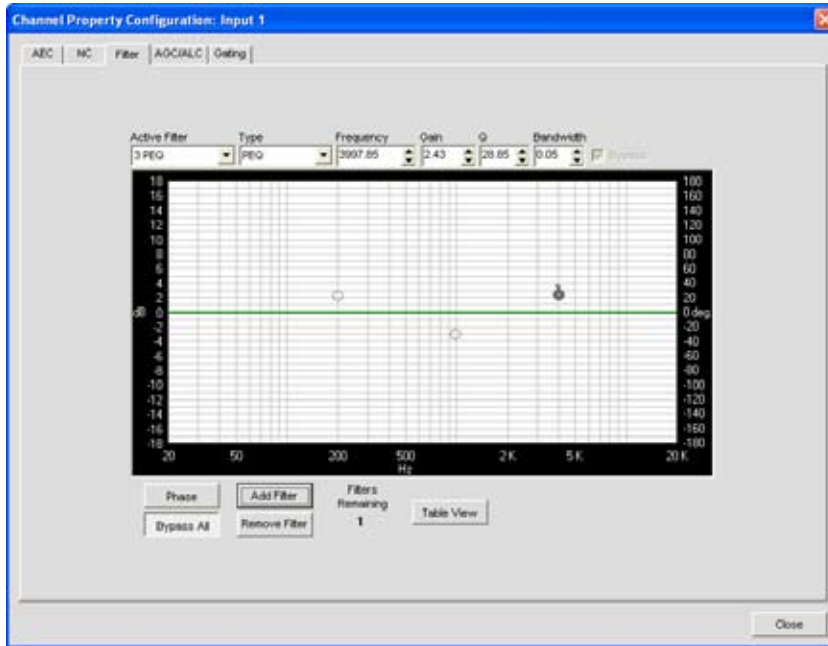 Channel Property Configuration: Input 1
AEC NC Filter AGC/ALC Gating
Active Filter Type Frequency Gain Q Bandwidth
3 PEQ PEQ 3997.85 2.43 28.85 0.05 Bypass
18 180
16 160
14 140
12 120
10 100
8 80
6 60
4 40
2 20
dB 0 0 deg
-2 -20
-4 -40
-6 -60
-8 -80
-10 -100
-12 -120
-14 -140
-16 -160
-18 -180
20 50 200 500 2 K 5 K 20 K
Hz
Phase Add Filter Filters
Remaining
Bypass All Remove Filter 1 Table View
Close